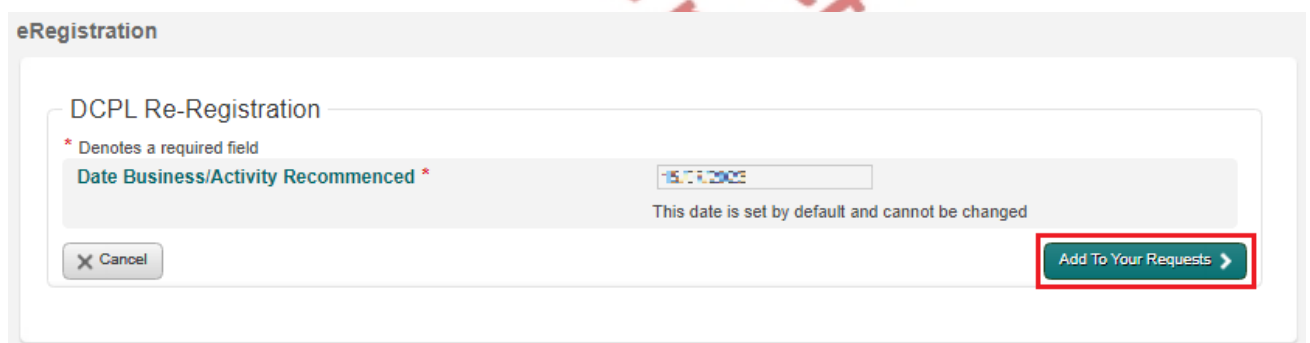 eRegistration
DCPL Re-Registration
* Denotes a required field
Date Business/Activity Recommenced *
This date is set by default and cannot be changed
Cancel
Add To Your Requests